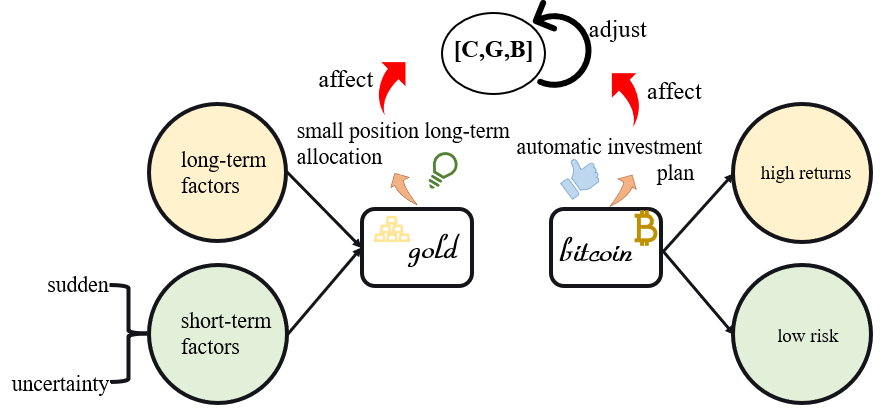 [C,G,B]
adjust
affect
affect
small position long-term
allocation
automatic investment
plan
long-term
factors
high returns
gold
bitcoin
sudden
short-term
factors
uncertainty
low risk